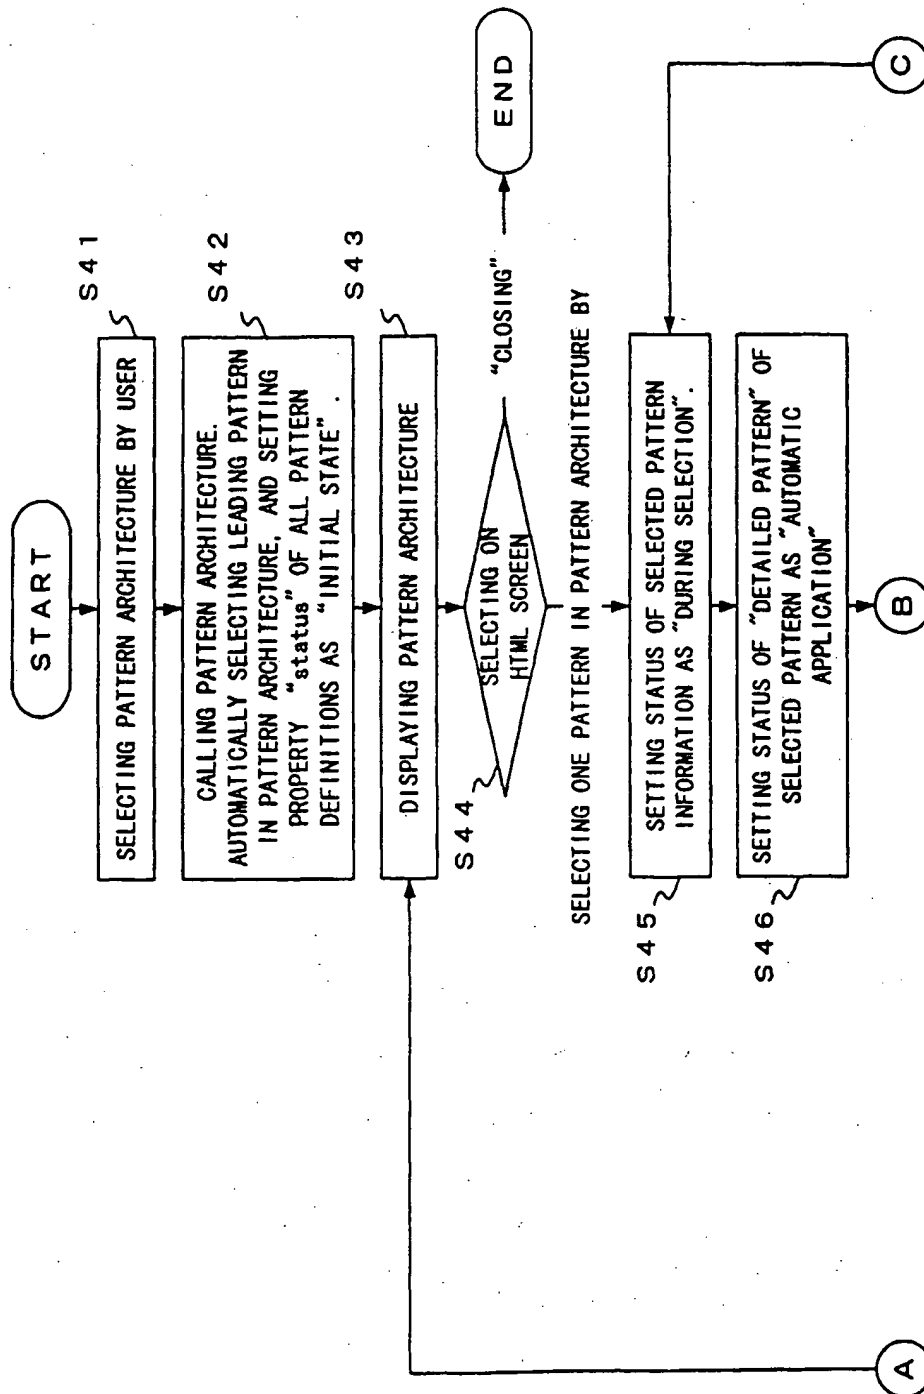 START
S41
SELECTING PATTERN ARCHITECTURE BY USER
S42
CALLING PATTERN ARCHITECTURE.
AUTOMATICALLY SELECTING LEADING PATTERN
IN PATTERN ARCHITECTURE, AND SETTING
PROPERTY "status" OF ALL PATTERN
DEFINITIONS AS "INITIAL STATE".
S43
DISPLAYING PATTERN ARCHITECTURE
S44
SELECTING ON
HTML SCREEN
"CLOSING"
END
SELECTING ONE PATTERN IN PATTERN ARCHITECTURE BY
S45
SETTING STATUS OF SELECTED PATTERN
INFORMATION AS "DURING SELECTION".
S46
SETTING STATUS OF "DETAILED PATTERN" OF
SELECTED PATTERN AS "AUTOMATIC
APPLICATION"
A
B
C